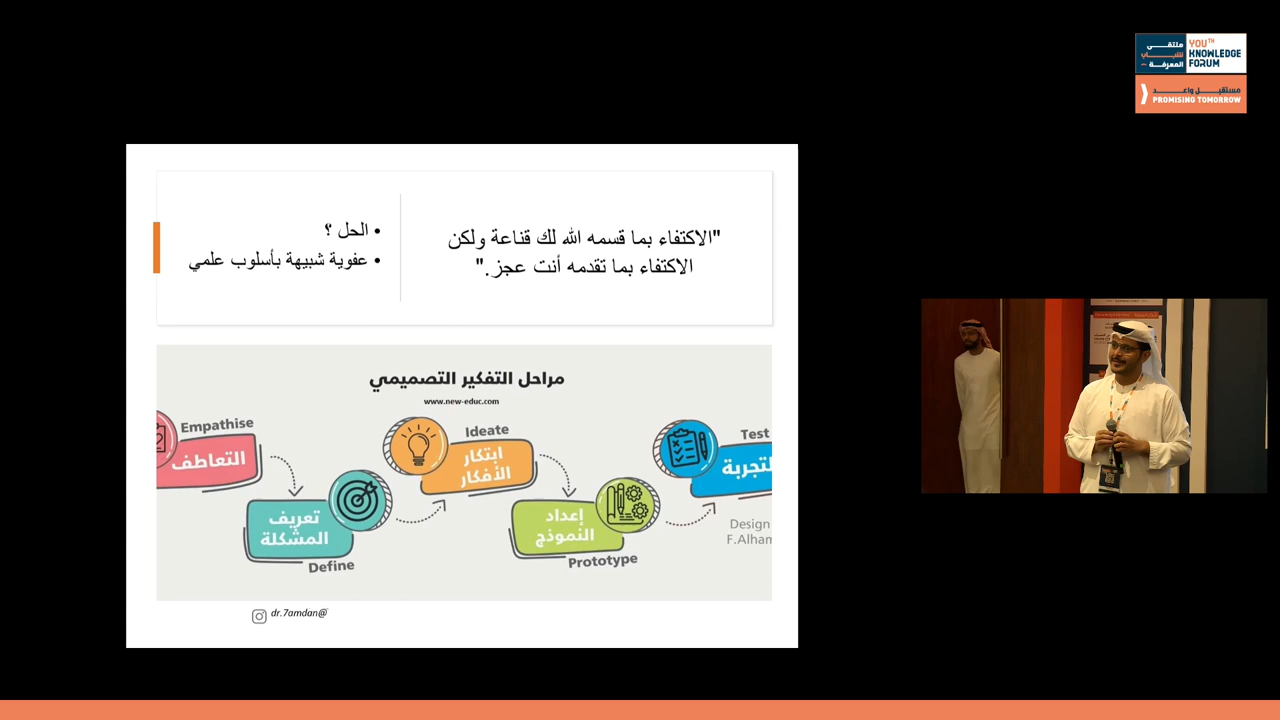 ملتقى
شباب
المعرفة
YOUTH
KNOWLEDGE
FORUM
مستقبل واعد
PROMISING TOMORROW
"الاكتفاء بما قسمه الله لك قناعة ولكن
الاكتفاء بما تقدمه أنت عجز."
• الحل ؟
• عفوية شبيهة بأسلوب علمي
مراحل التفكير التصميمي
www.new-educ.com
Empathise
التعاطف
تعريف
المشكلة
Define
Ideate
ابتكار
الأفكار
إعداد
النموذج
Prototype
Test
لتجربة
Design
F.Alham
dr.7amdan@